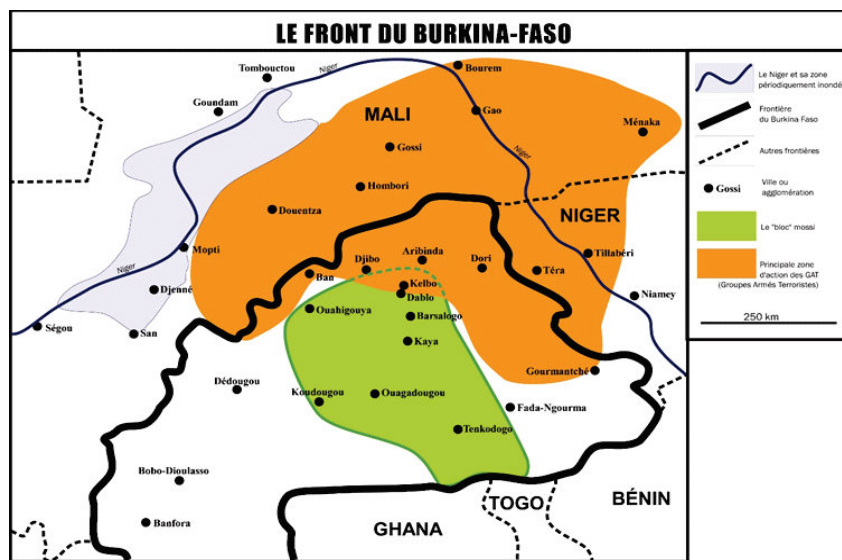 LE FRONT DU BURKINA-FASO
Tombouctou
Niger
Bourem
Goundam
MALI
Gao
Ménaka
Gossi
Niger
Hombori
Douentza
NIGER
Mopti
Aribinda
Tillabéri
Djibo
Dori
Niger
Ban
Téra
Djenné
Kelbo
Dablo
Niamey
Ouahigouya
Barsalogo
Ségou
San
Kaya
Gourmantché
Dédougou
Koudougou
Ouagadougou
Fada-Ngourma
Tenkodogo
Bobo-Dioulasso
TOGO
BÉNIN
Banfora
GHANA
Le Niger et sa zone
périodiquement inondé
Frontière
du Burkina Faso
Autres frontières
Gossi
Ville ou
agglomération
Le "bloc" mossi
Principale zone
d'action des GAT
(Groupes Armés Terroristes)
250 km